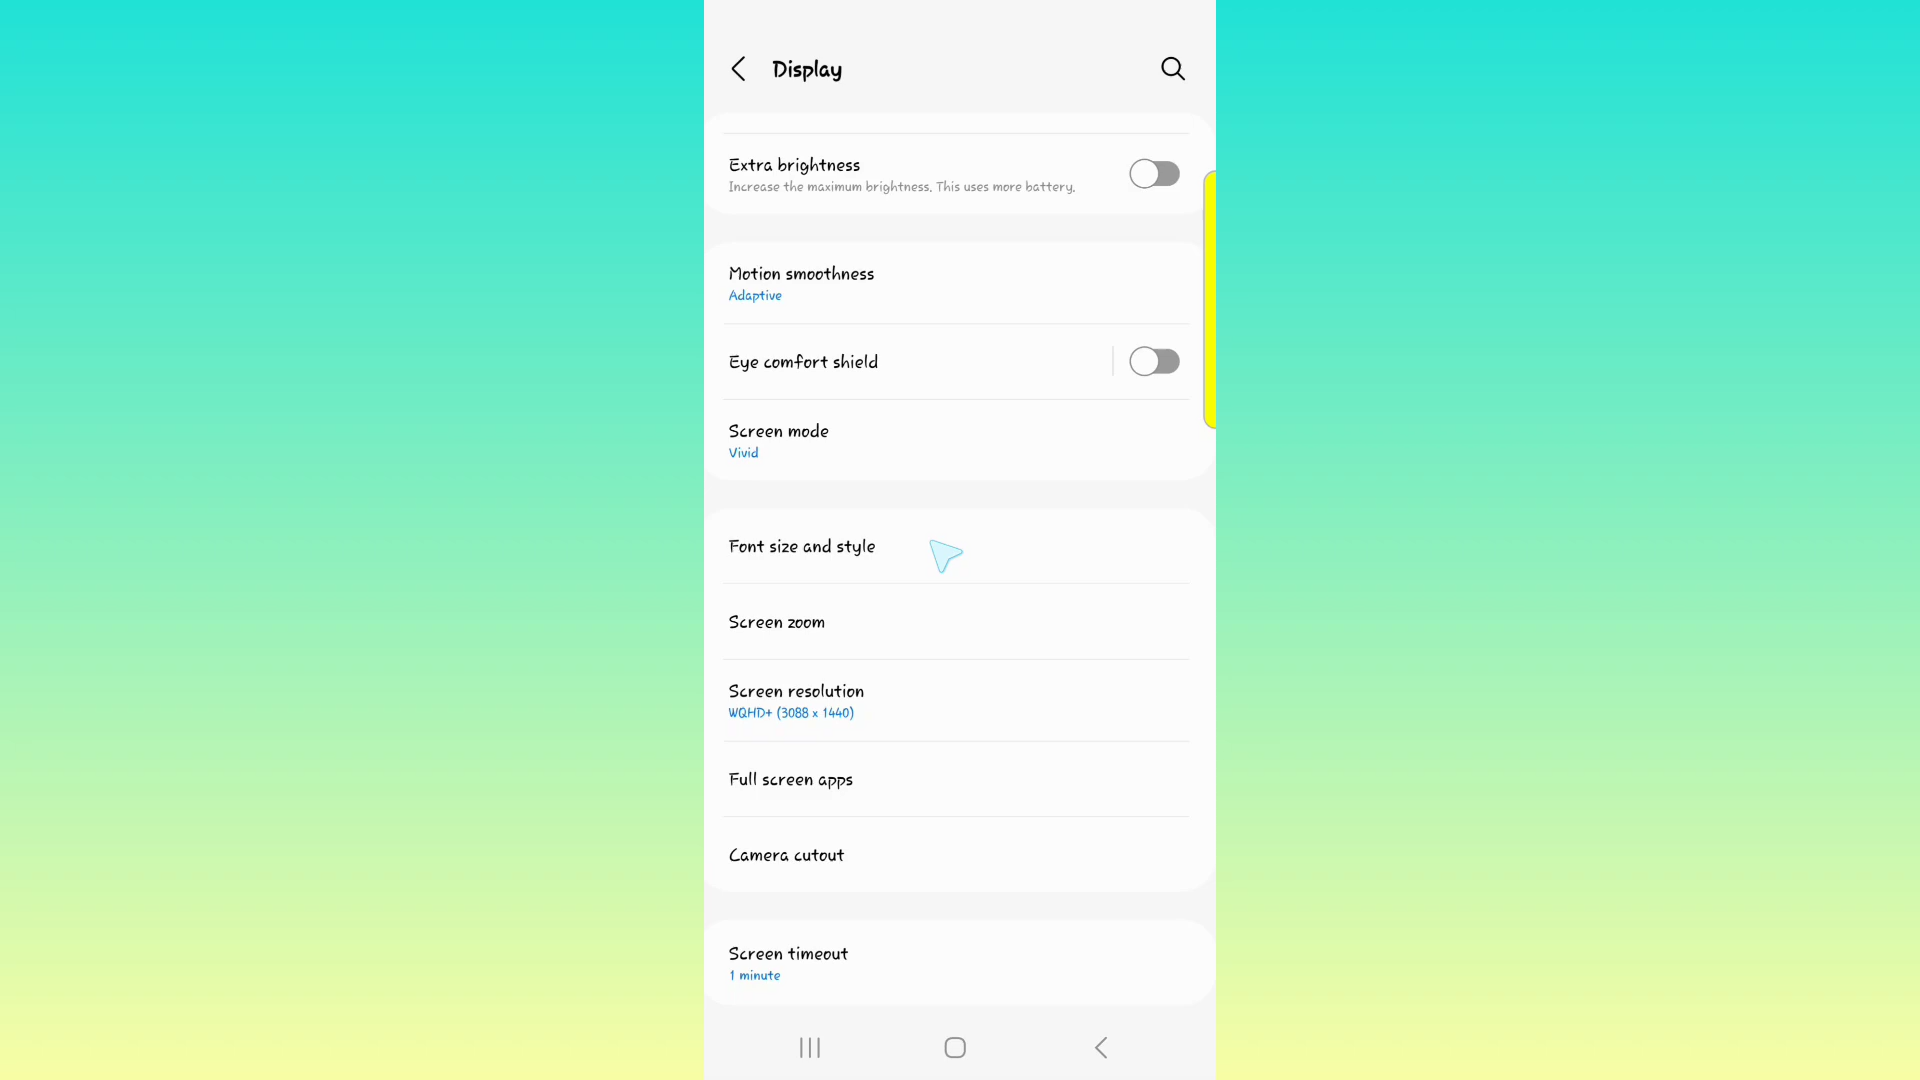 Display
Extra brightness
Increase the maximum brightness. This uses more battery.
Motion smoothness
Adaptive
Eye comfort shield
Screen mode
Vivid
Font size and style
Screen zoom
Screen resolution
WQHD+ (3088 x 1440)
Full screen apps
Camera cutout
Screen timeout
1 minute